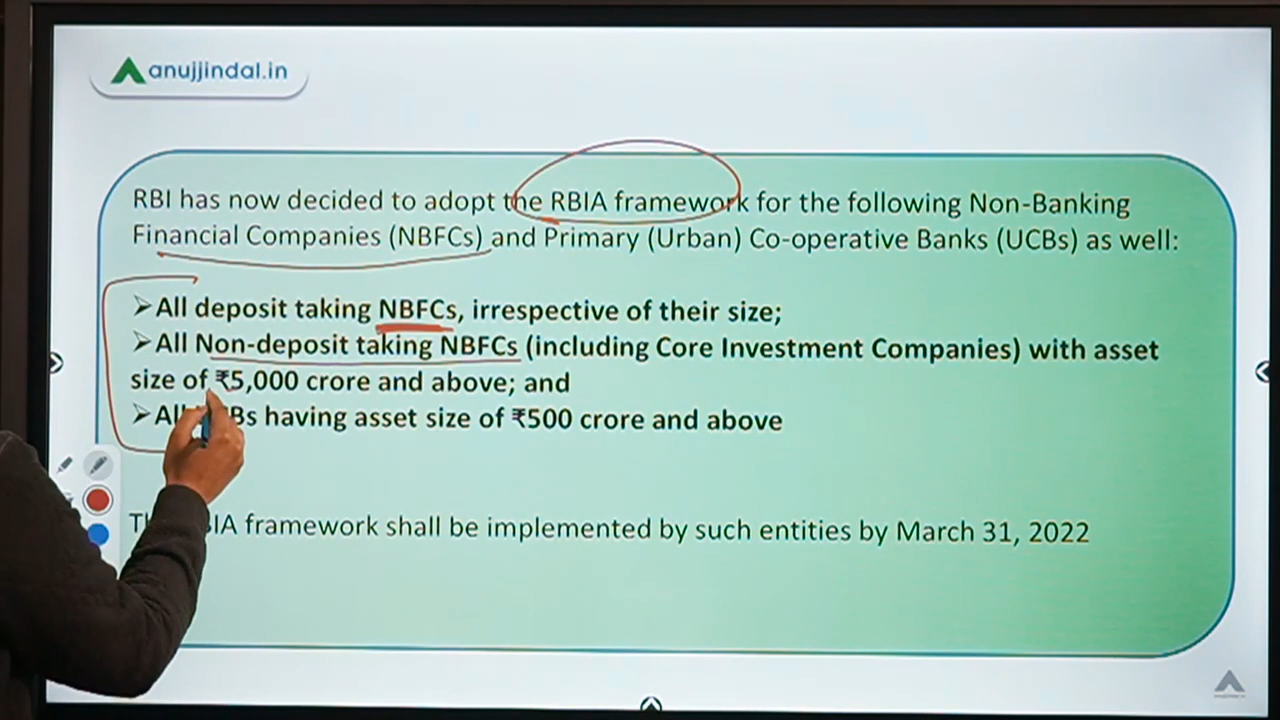 anujjindal.in
RBI has now decided to adopt the RBIA framework for the following Non-Banking
Financial Companies (NBFCs) and Primary (Urban) Co-operative Banks (UCBs) as well:
➢All deposit taking NBFCs, irrespective of their size;
➢All Non-deposit taking NBFCs (including Core Investment Companies) with asset
size of ₹5,000 crore and above; and
➢All having asset size of ₹500 crore and above
framework shall be implemented by such entities by March 31, 2022